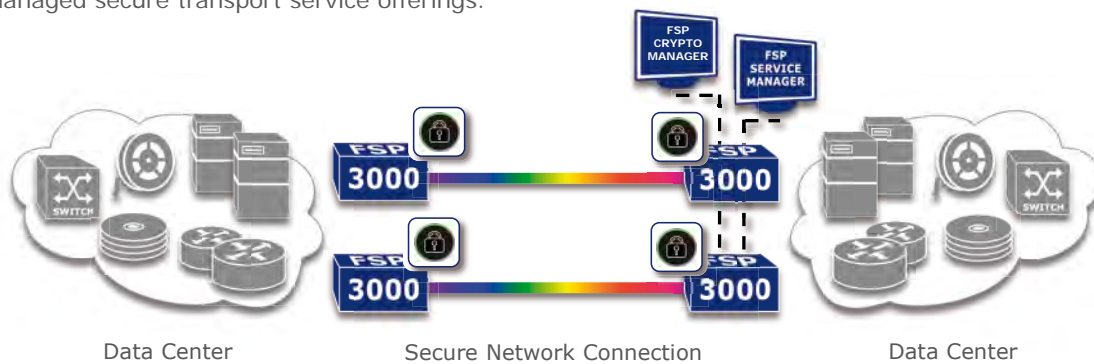 anaged secure transport service offerings.
FSP
CRYPTO
MANAGER
FSP
SERVICE
MANAGER
FSP
3000
FSP
3000
SWITCH
SWITCH
FSP
3000
FSP
3000
Data Center
Secure Network Connection
Data Center